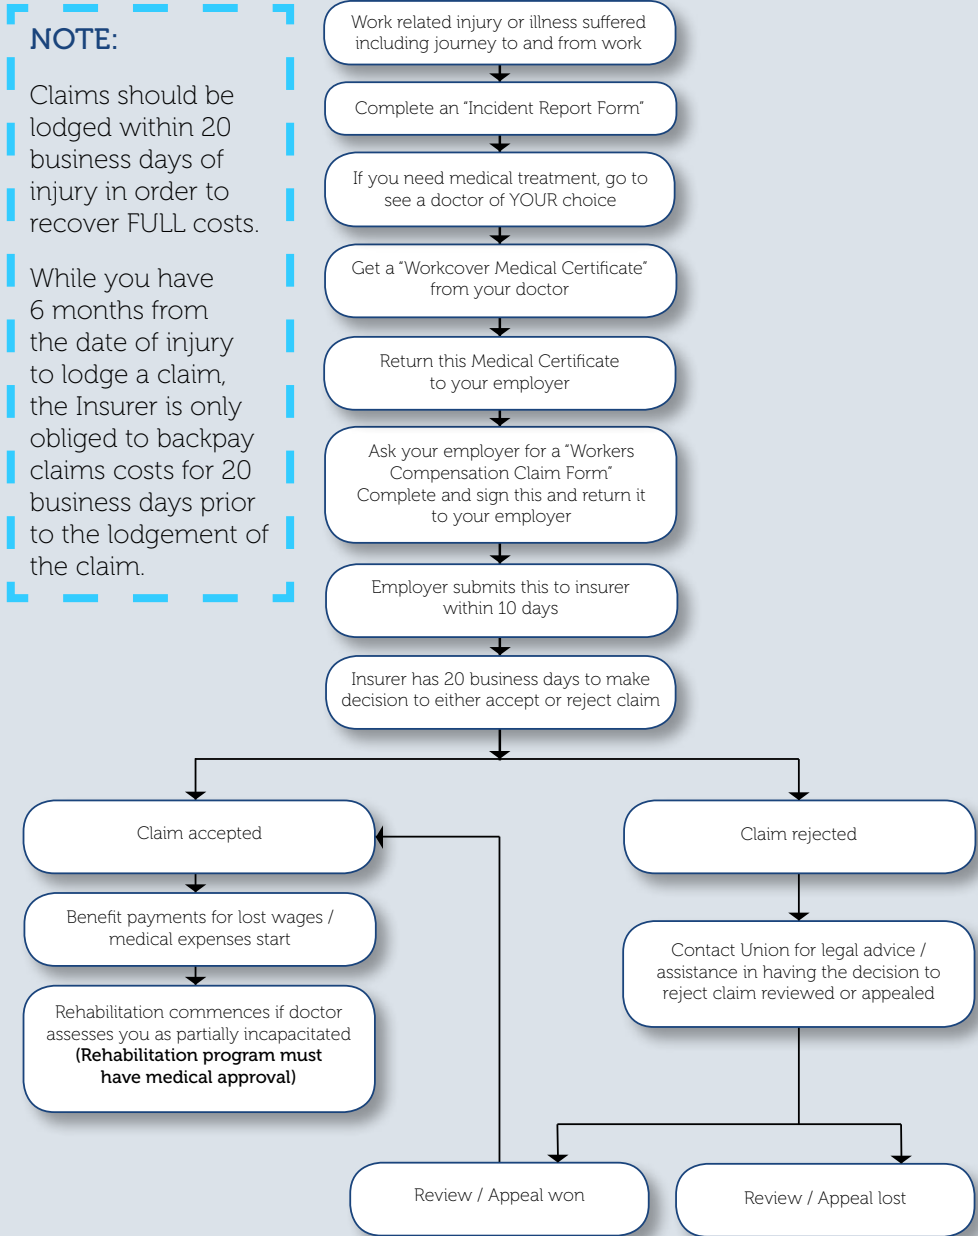 NOTE:
Claims should be
lodged within 20
business days of
injury in order to
recover FULL costs.
While you have
6 months from
the date of injury
to lodge a claim,
the Insurer is only
obliged to backpay
claims costs for 20
business days prior
to the lodgement of
the claim.
Work related injury or illness suffered
including journey to and from work
Complete an “Incident Report Form”
If you need medical treatment, go to
see a doctor of YOUR choice
Get a “Workcover Medical Certificate”
from your doctor
Return this Medical Certificate
to your employer
Ask your employer for a “Workers
Compensation Claim Form”
Complete and sign this and return it
to your employer
Employer submits this to insurer
within 10 days
Insurer has 20 business days to make
decision to either accept or reject claim
Claim accepted
Benefit payments for lost wages /
medical expenses start
Rehabilitation commences if doctor
assesses you as partially incapacitated
(Rehabilitation program must
have medical approval)
Claim rejected
Contact Union for legal advice /
assistance in having the decision to
reject claim reviewed or appealed
Review / Appeal won
Review / Appeal lost